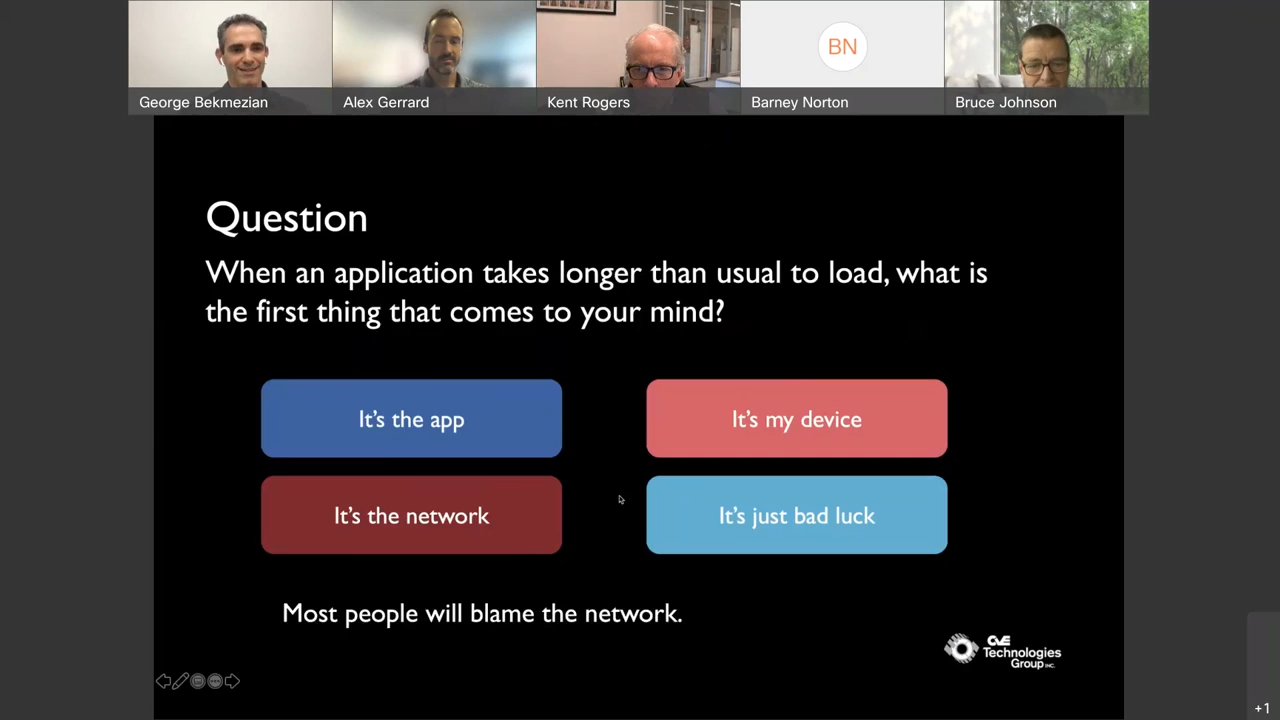 George Bekmezian
Alex Gerrard
Kent Rogers
BN
Barney Norton
Bruce Johnson
Question
When an application takes longer than usual to load, what is
the first thing that comes to your mind?
It's the app
It's my device
It's the network
It's just bad luck
Most people will blame the network.
CVE
Technologies
Group INC.
+1